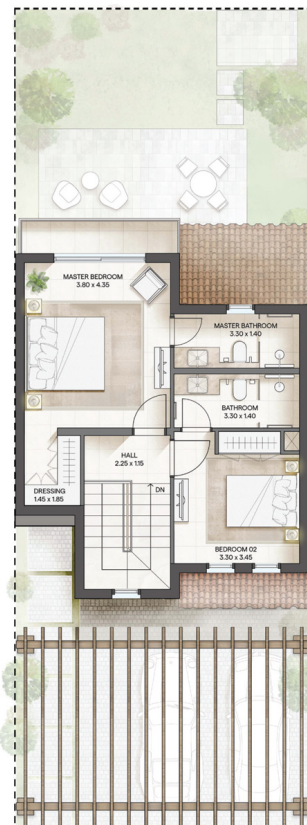 MASTER BEDROOM
3.80 x 4.35
MASTER BATHROOM
3.30 x 1.40
BATHROOM
3.30 x 1.40
HALL
2.25 x 1.15
DN
DRESSING
1.45 x 1.85
BEDROOM 02
3.30 x 3.45